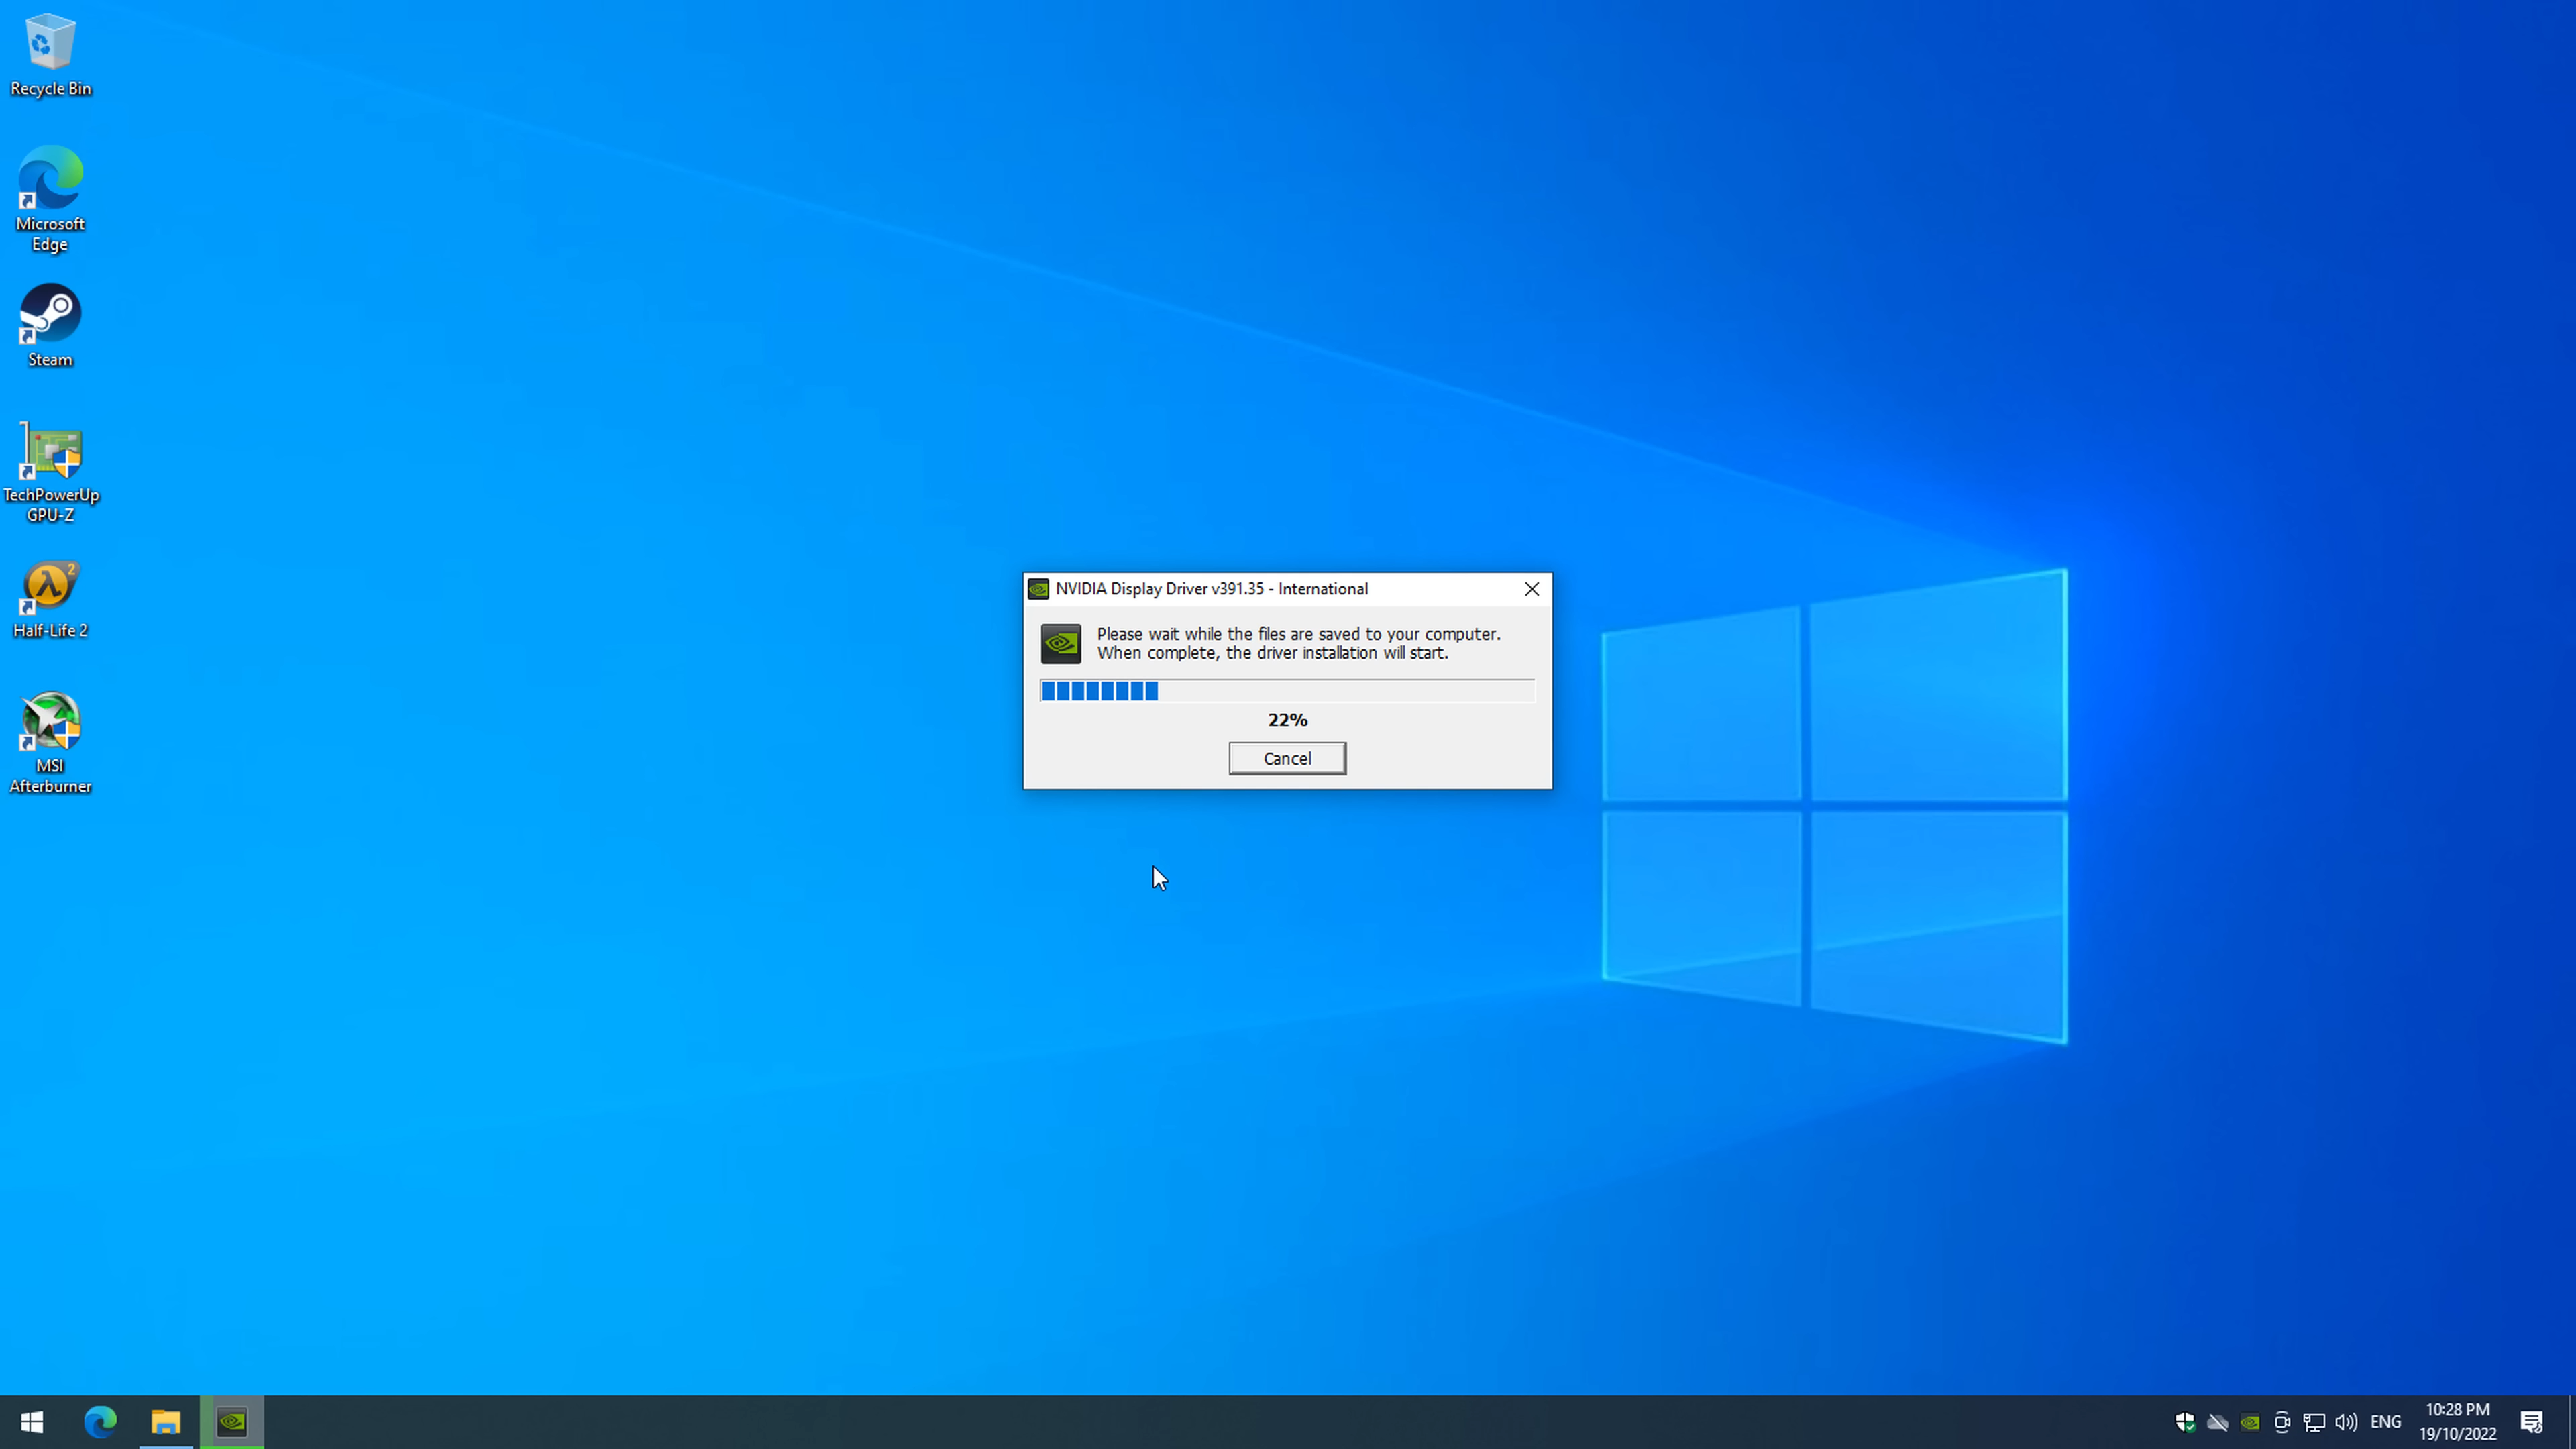 Recycle Bin
Microsoft
Edge
Steam
TechPowerUp
GPU-Z
2
Half-Life 2
MSI
Afterburner
NVIDIA Display Driver v391.35 - International
Please wait while the files are saved to your computer.
When complete, the driver installation will start.
22%
Cancel
ENG
10:28 PM
19/10/2022